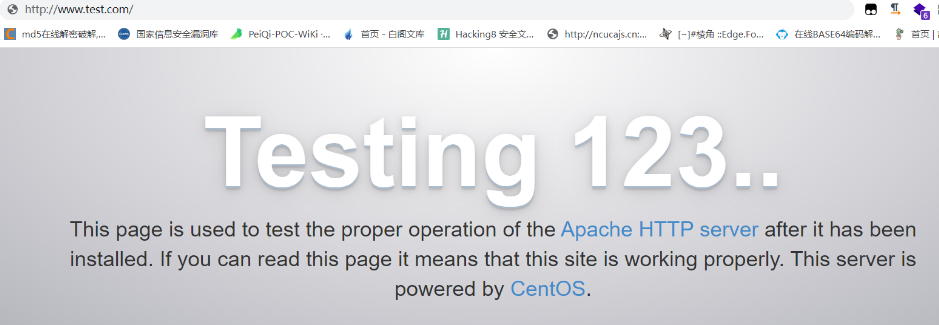 http://www.test.com/
6
md5在线解密破解,... 国家信息安全漏洞库 PeiQi-POC-WiKi -... 首页 - 白阁文库 Hacking8 安全文... http://ncucajs.cn:... [~]#棱角 ::Edge.Fo... 在线BASE64编码解... 首页 |
Testing 123..
This page is used to test the proper operation of the Apache HTTP server after it has been
installed. If you can read this page it means that this site is working properly. This server is
powered by CentOS.